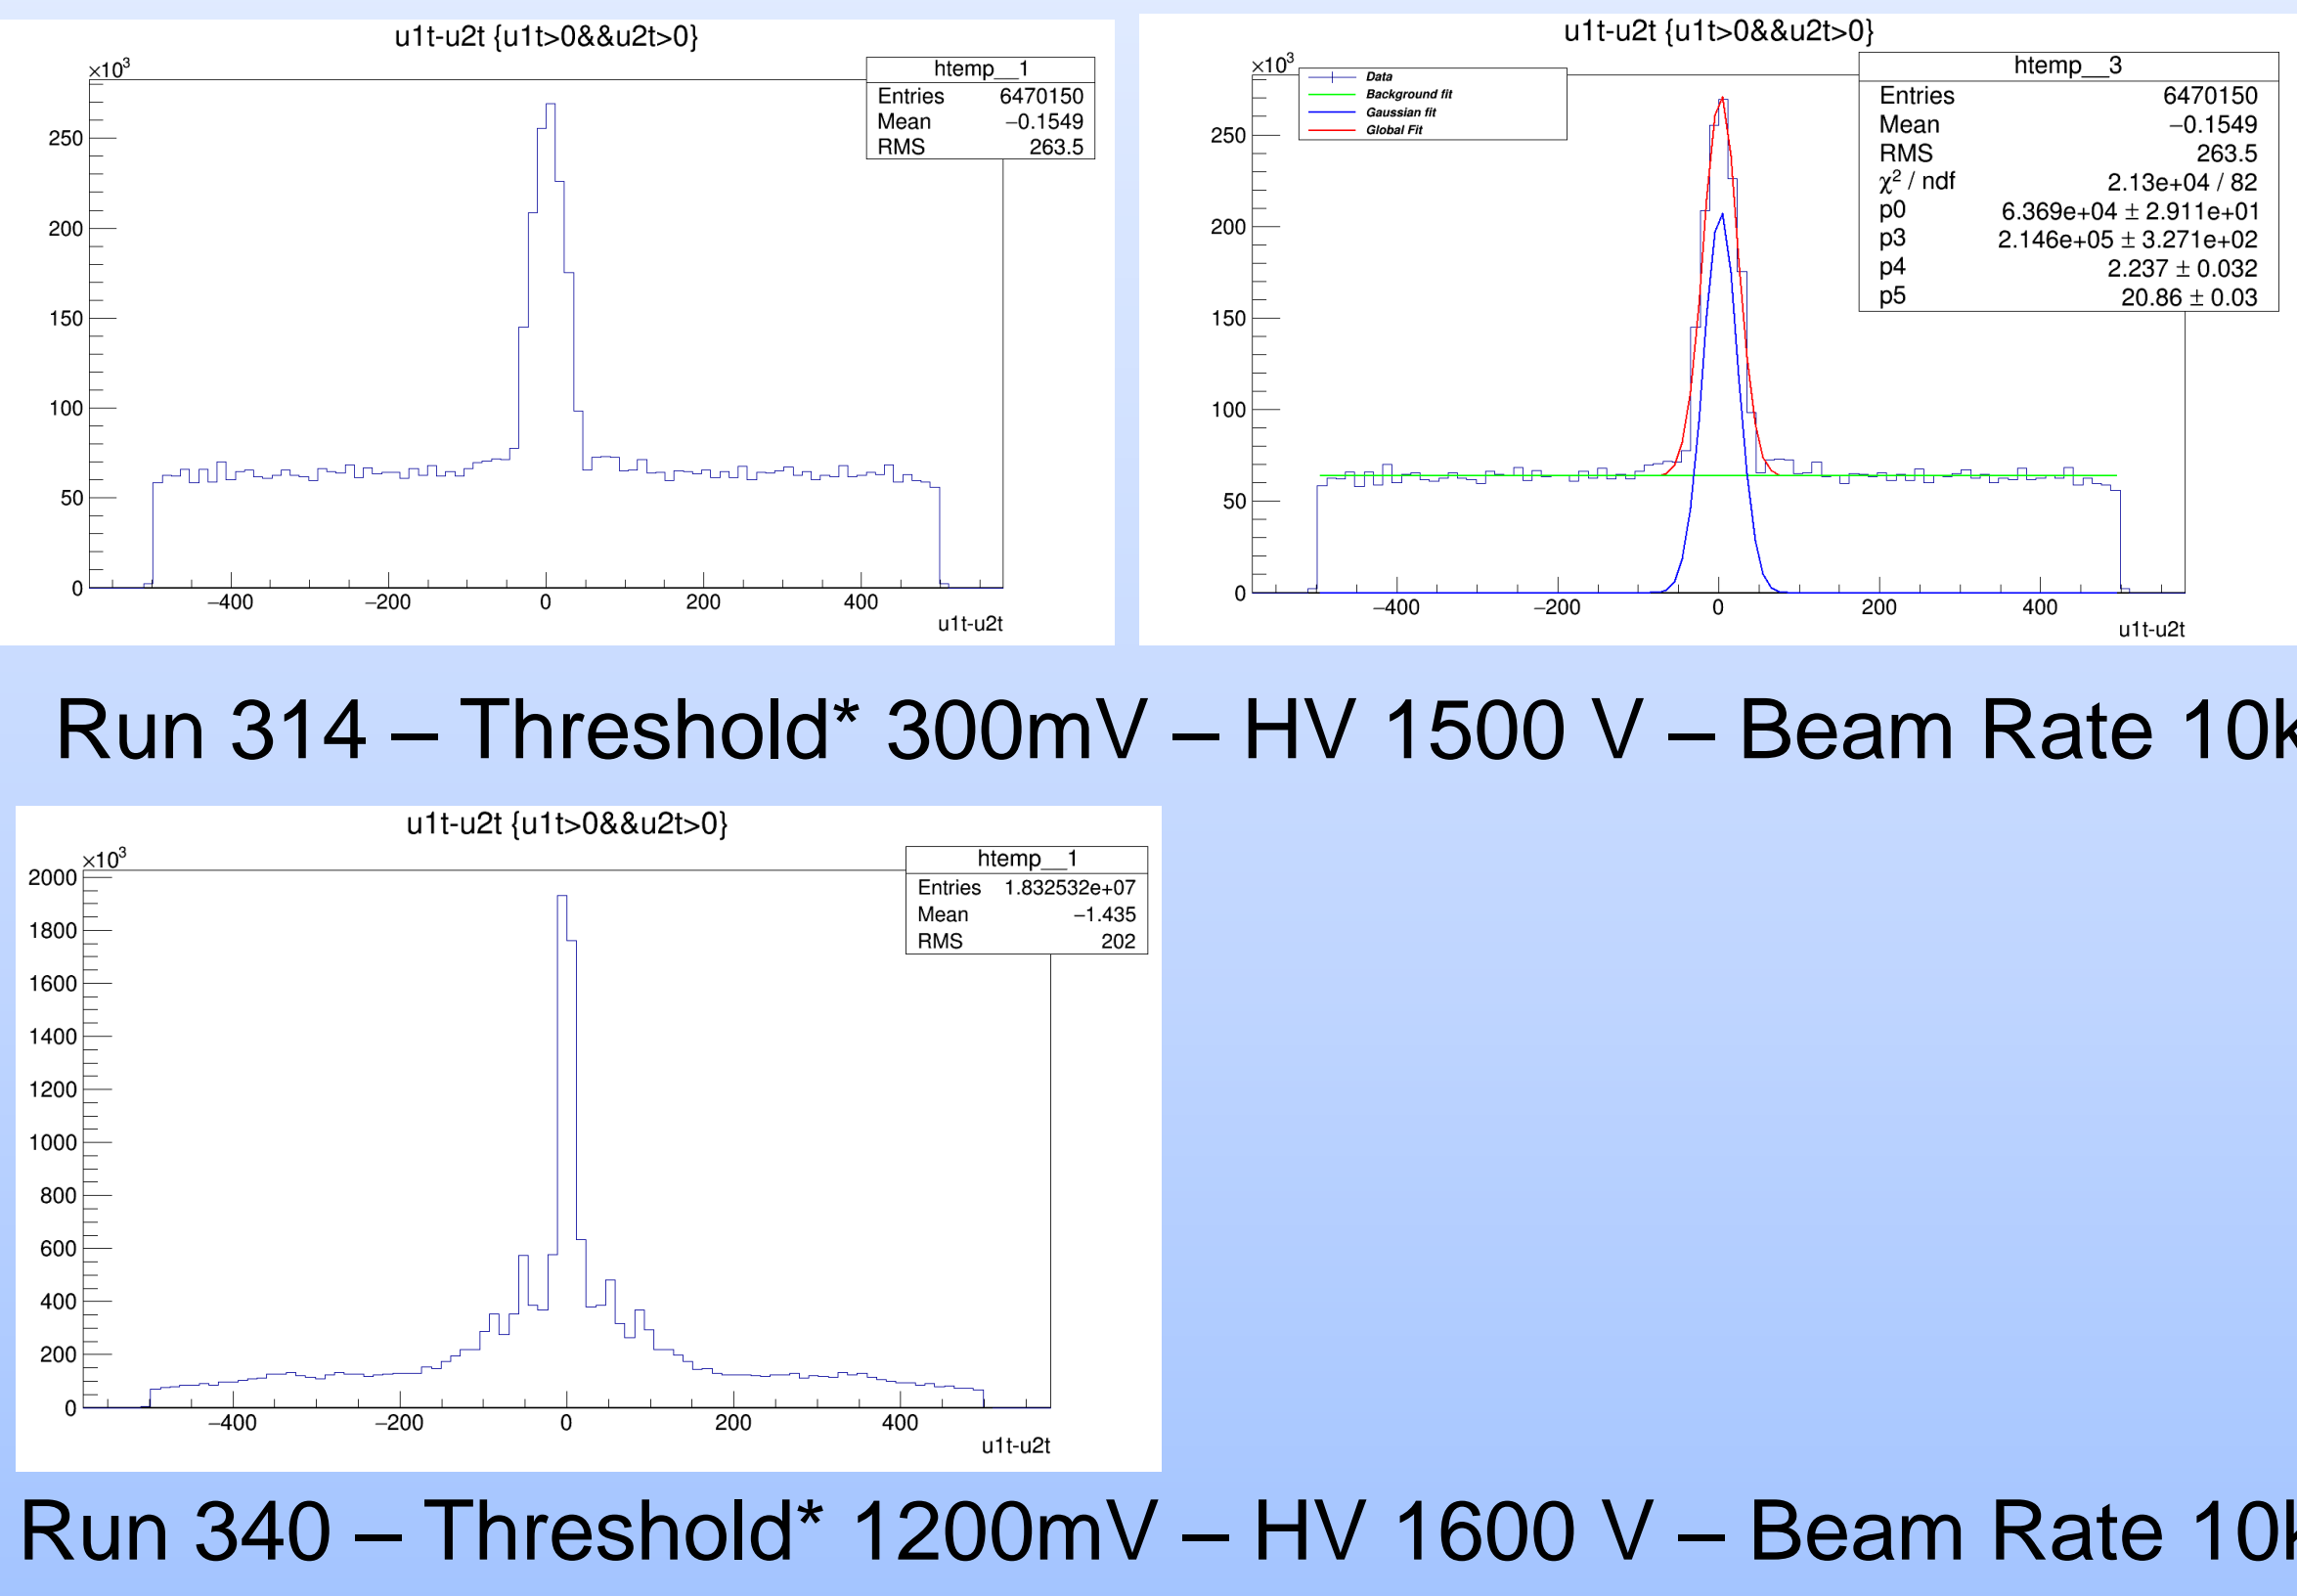 u1t-u2t {u1t>0&&u2t>0}
×10³
htemp__1
Entries 6470150
Mean −0.1549
RMS 263.5
250
200
150
100
50
0
−400 −200 0 200 400
u1t-u2t
u1t-u2t {u1t>0&&u2t>0}
×10³
Data
Background fit
Gaussian fit
Global Fit
htemp__3
Entries 6470150
Mean −0.1549
RMS 263.5
χ² / ndf 2.13e+04 / 82
p0 6.369e+04 ± 2.911e+01
p3 2.146e+05 ± 3.271e+02
p4 2.237 ± 0.032
p5 20.86 ± 0.03
250
200
150
100
50
0
−400 −200 0 200 400
u1t-u2t
Run 314 – Threshold* 300mV – HV 1500 V – Beam Rate 10k
u1t-u2t {u1t>0&&u2t>0}
×10³
htemp__1
Entries 1.832532e+07
Mean −1.435
RMS 202
2000
1800
1600
1400
1200
1000
800
600
400
200
0
−400 −200 0 200 400
u1t-u2t
Run 340 – Threshold* 1200mV – HV 1600 V – Beam Rate 10k